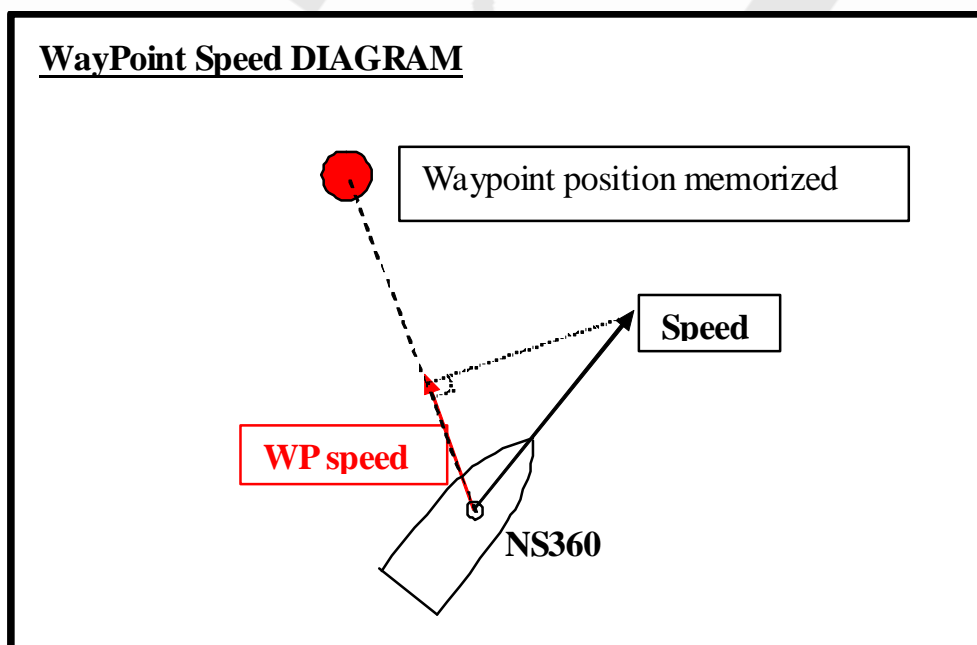 WayPoint Speed DIAGRAM
Waypoint position memorized
Speed
WP speed
NS360